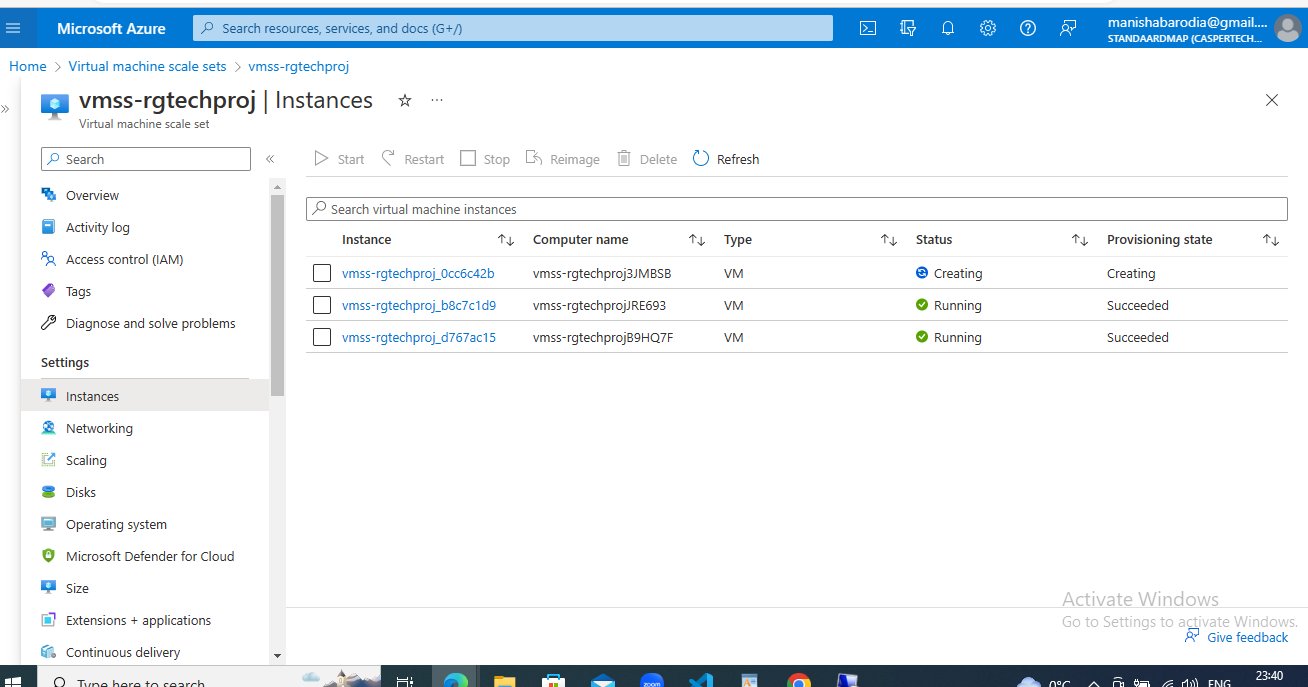 Microsoft Azure
Search resources, services, and docs (G+/)
manishabarodia@gmail....
STANDAARDMAP (CASPERTECH...
Home > Virtual machine scale sets > vmss-rgtechproj
vmss-rgtechproj | Instances
Virtual machine scale set
Search
Start Restart Stop Reimage Delete Refresh
Overview
Activity log
Access control (IAM)
Tags
Diagnose and solve problems
Settings
Instances
Networking
Scaling
Disks
Operating system
Microsoft Defender for Cloud
Size
Extensions + applications
Continuous delivery
Search virtual machine instances
Instance Computer name Type Status Provisioning state
vmss-rgtechproj_0cc6c42b vmss-rgtechproj3JMBSB VM Creating Creating
vmss-rgtechproj_b8c7c1d9 vmss-rgtechprojJRE693 VM Running Succeeded
vmss-rgtechproj_d767ac15 vmss-rgtechprojB9HQ7F VM Running Succeeded
Activate Windows
Go to Settings to activate Windows.
Give feedback
Type here to search
zoom
0°C
ENG
23:40